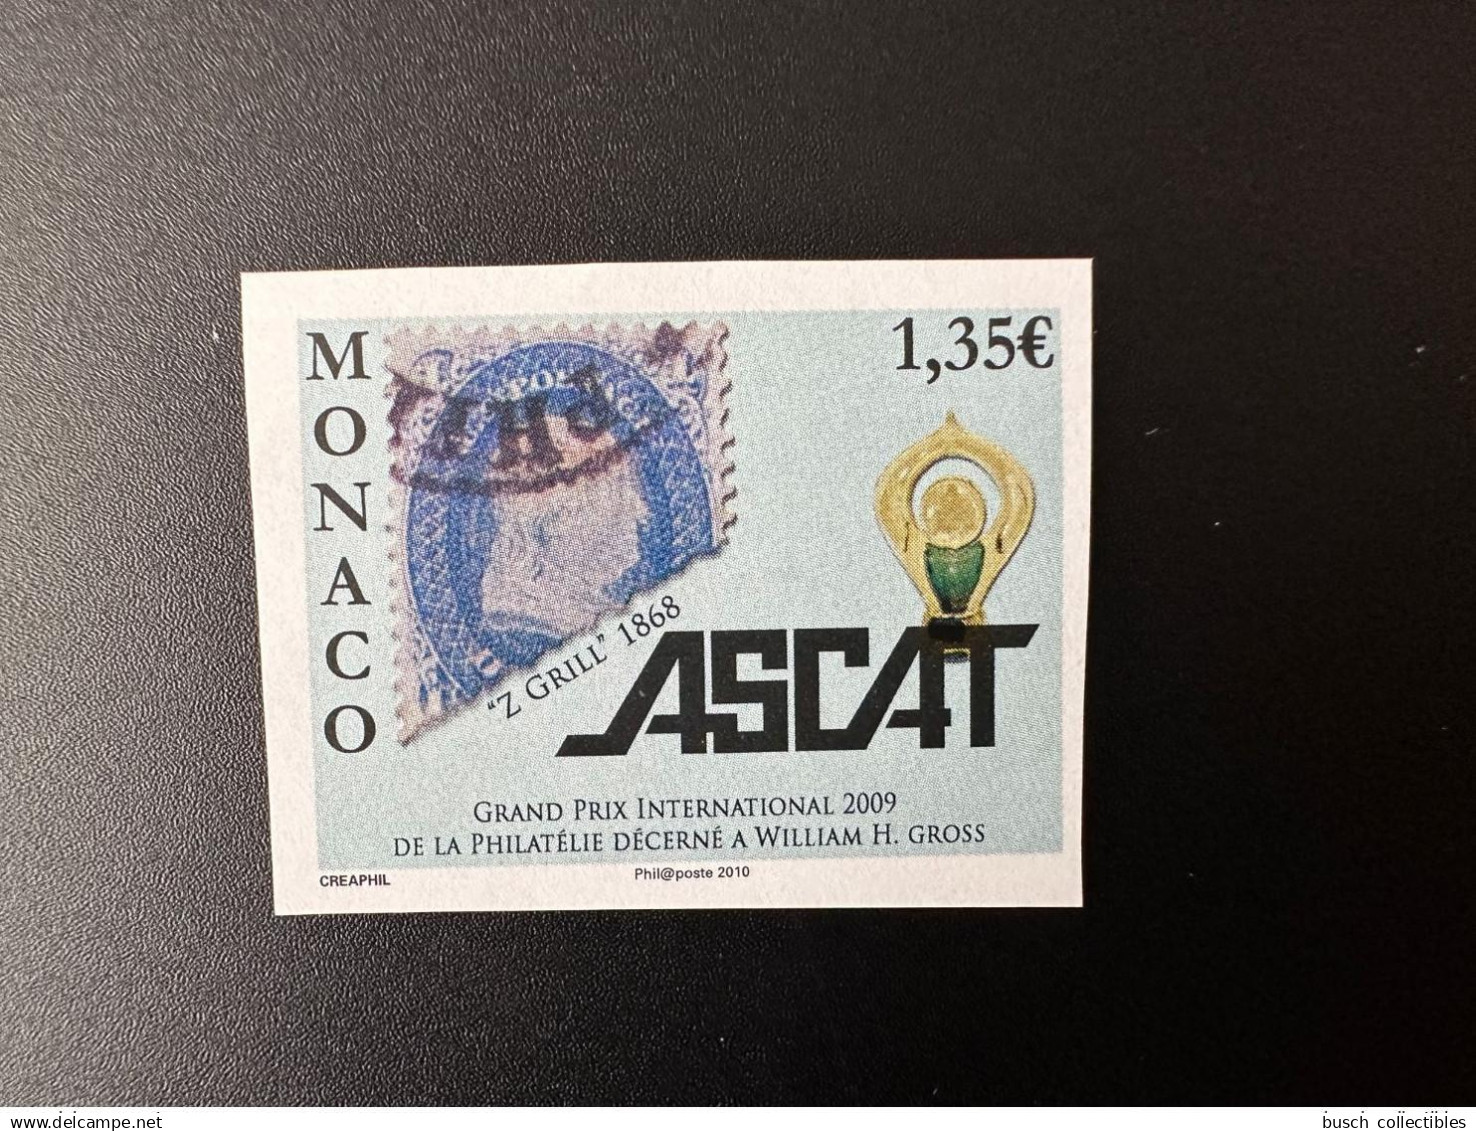 MONACO
1,35€
"Z GRILL" 1868
ASCAT
GRAND PRIX INTERNATIONAL 2009
DE LA PHILATÉLIE DÉCERNÉ A WILLIAM H. GROSS
CREAPHIL
Phil@poste 2010
delcampe.net
busch collectibles